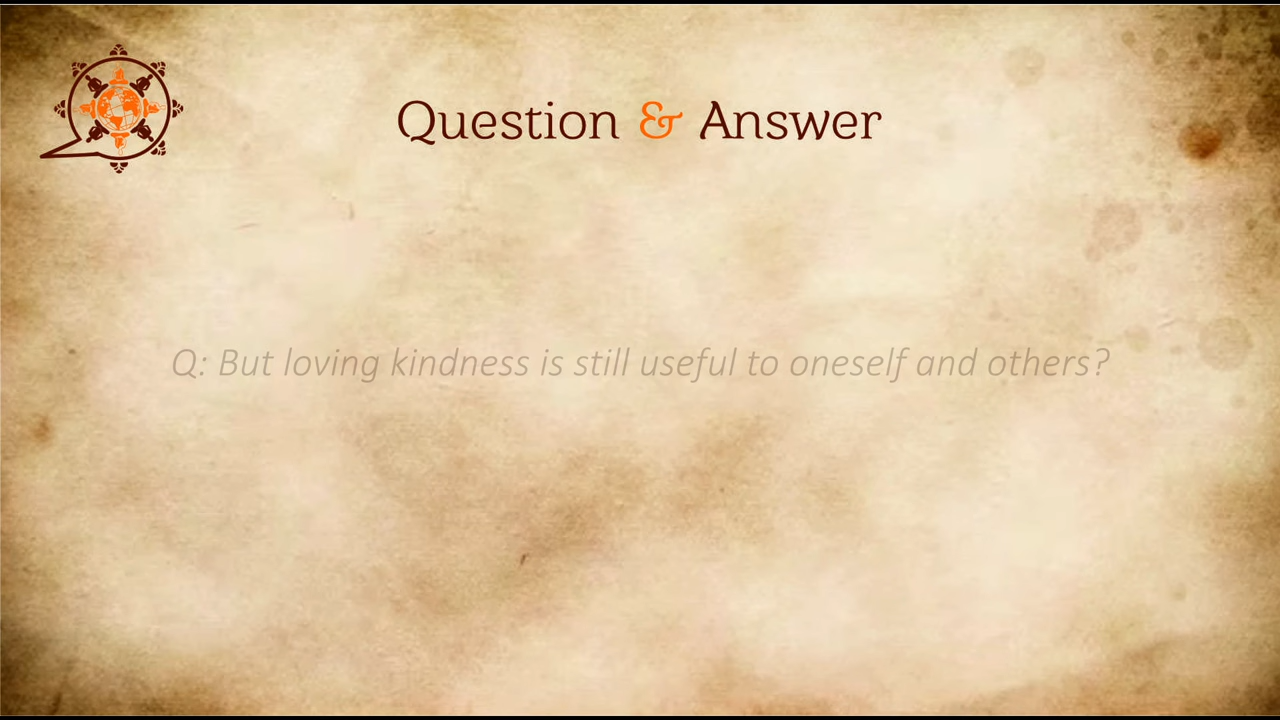 Question & Answer
Q: But loving kindness is still useful to oneself and others?